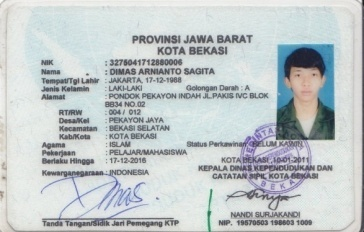 PROVINSI JAWA BARAT
KOTA BEKASI
NIK : 3275041712880006
Nama : DIMAS ARNIANTO SAGITA
Tempat/Tgl Lahir : JAKARTA, 17-12-1988
Jenis Kelamin : LAKI-LAKI Golongan Darah : A
Alamat : PONDOK PEKAYON INDAH JL.PAKIS IVC BLOK
BB34 NO.02
RT/RW : 004 / 012
Desa/Kel : PEKAYON JAYA
Kecamatan : BEKASI SELATAN
Kab/Kota : KOTA BEKASI
Agama : ISLAM Status Perkawinan : BELUM KAWIN
Pekerjaan : PELAJAR/MAHASISWA
Berlaku Hingga : 17-12-2016 KOTA BEKASI, 10-01-2011
KEPALA DINAS KEPENDUDUKAN DAN
Kewarganegaraan : INDONESIA CATATAN SIPIL KOTA BEKASI
NANDI SURJAKANDI
Tanda Tangan/Sidik Jari Pemegang KTP NIP. 19570503 198603 1009